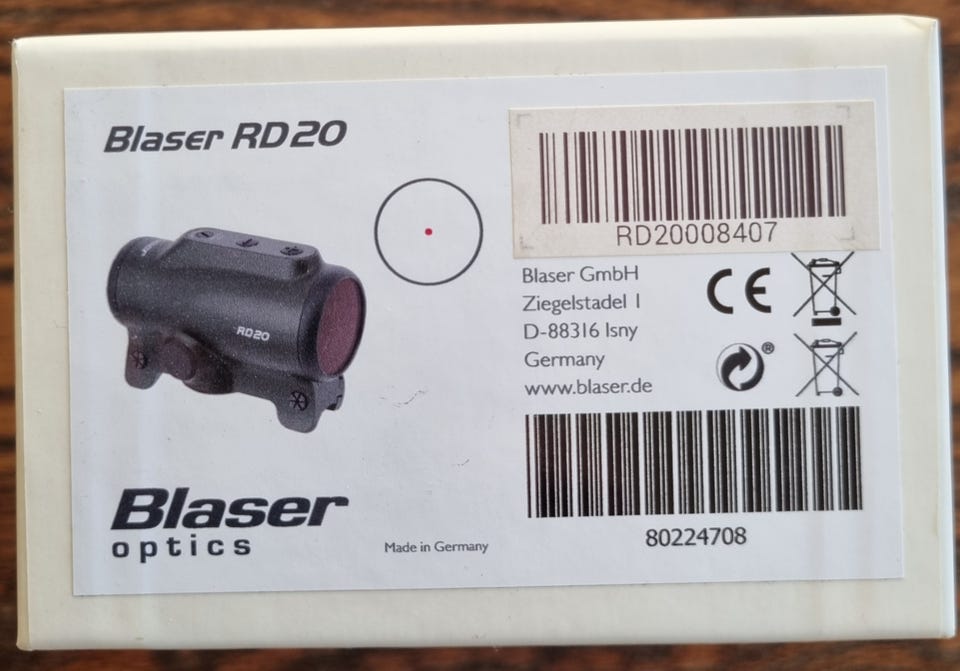 Blaser RD20
RD20008407
RD20
Blaser GmbH
Ziegelstadel 1
D-88316 Isny
Germany
www.blaser.de
CE
®
Blaser
optics
Made in Germany
80224708